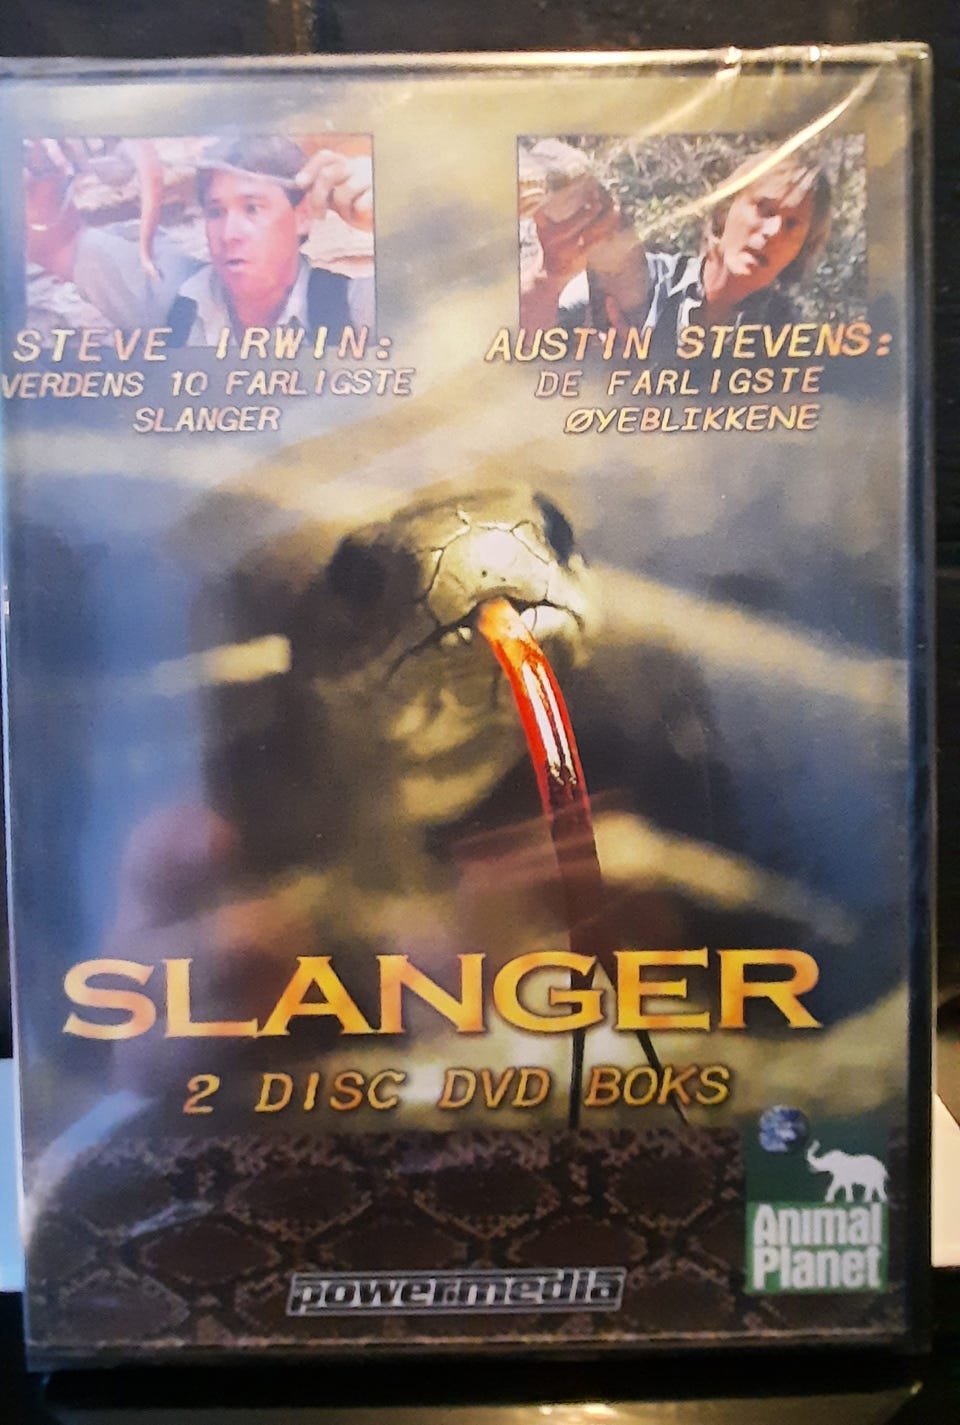 STEVE IRWIN:
VERDENS 10 FARLIGSTE
SLANGER
AUSTIN STEVENS:
DE FARLIGSTE
ØYEBLIKKENE
SLANGER
2 DISC DVD BOKS
Animal
Planet
powermedia